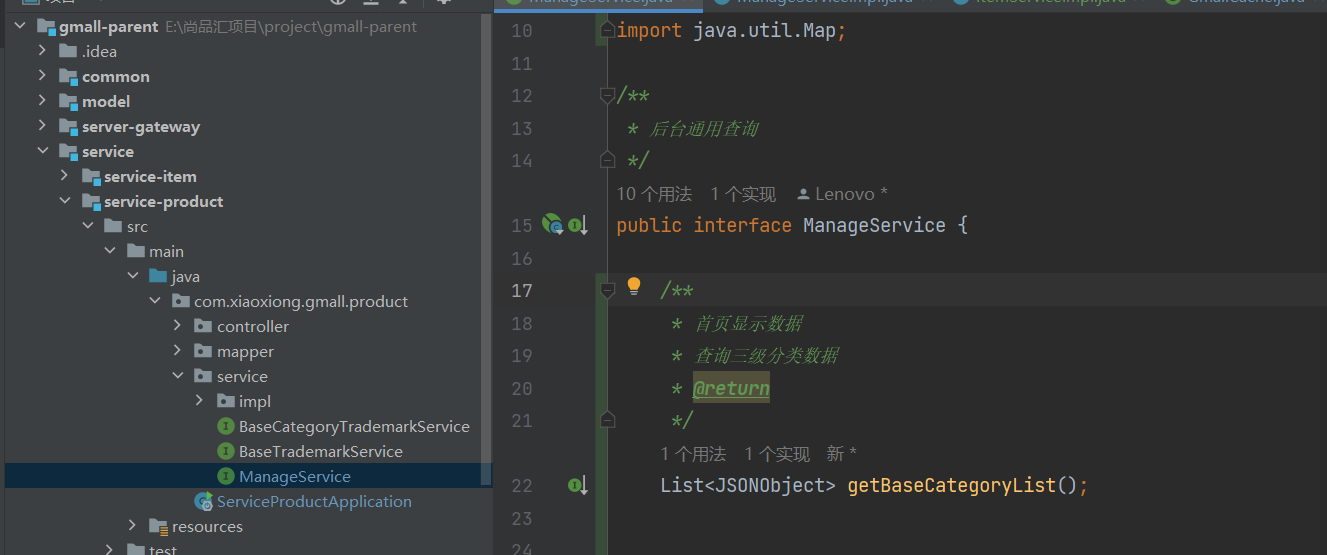 gmall-parent E:\尚品汇项目\project\gmall-parent
.idea
common
model
server-gateway
service
service-item
service-product
src
main
java
com.xiaoxiong.gmall.product
controller
mapper
service
impl
BaseCategoryTrademarkService
BaseTrademarkService
ManageService
ServiceProductApplication
resources
test
10 import java.util.Map;
11
12 /**
13 * 后台通用查询
14 */
10 个用法 1 个实现 Lenovo *
15 public interface ManageService {
16
17 /**
18 * 首页显示数据
19 * 查询三级分类数据
20 * @return
21 */
1 个用法 1 个实现 新 *
22 List<JSONObject> getBaseCategoryList();
23
24